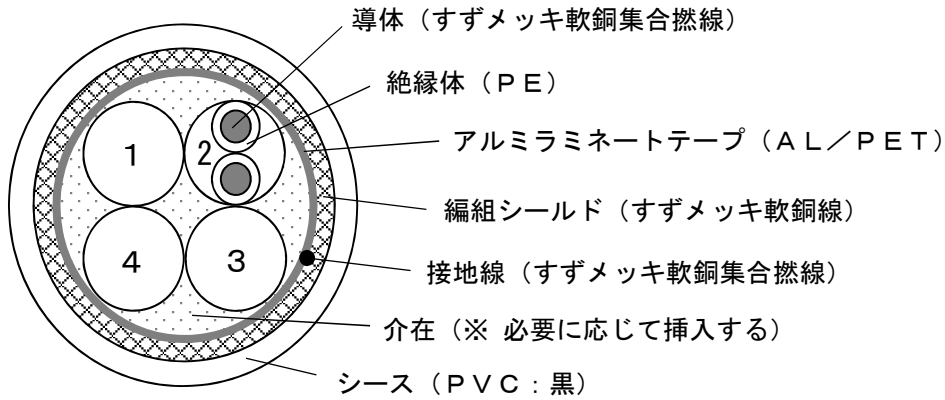 導体（すずメッキ軟銅集合撚線）
絶縁体（ＰＥ）
アルミラミネートテープ（ＡＬ／ＰＥＴ）
編組シールド（すずメッキ軟銅線）
接地線（すずメッキ軟銅集合撚線）
介在（※ 必要に応じて挿入する）
シース（ＰＶＣ：黒）
1
2
4
3